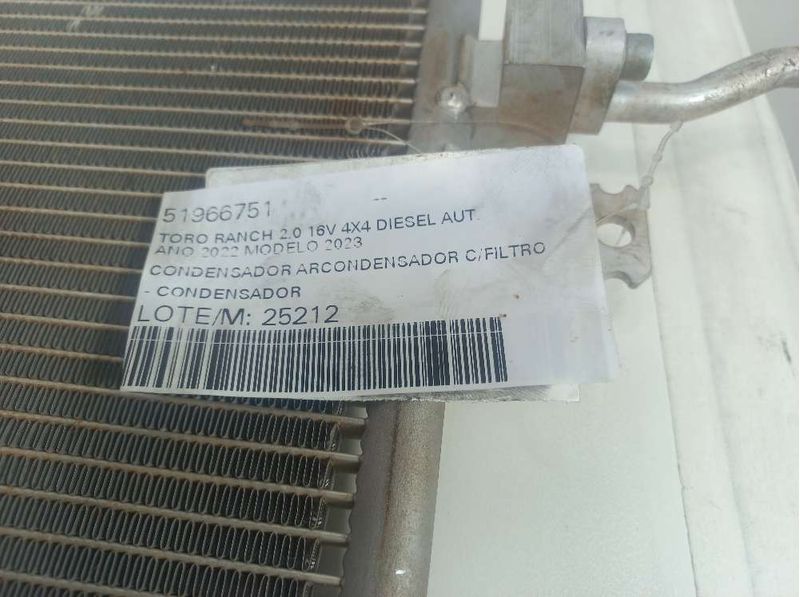 51966751 --
TORO RANCH 2.0 16V 4X4 DIESEL AUT.
ANO 2022 MODELO 2023
CONDENSADOR ARCONDENSADOR C/FILTRO
- CONDENSADOR
LOTE/M: 25212